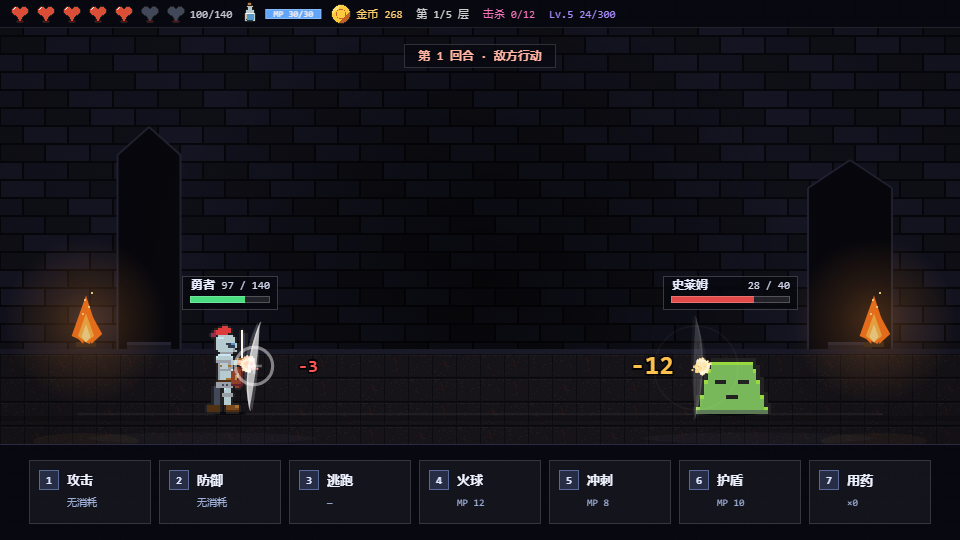 100/140 MP 30/30 金币 268 第 1/5 层 击杀 0/12 Lv.5 24/300
第 1 回合 · 敌方行动
勇者 97 / 140
史莱姆 28 / 40
-3
-12
1 攻击
无消耗
2 防御
无消耗
3 逃跑
—
4 火球
MP 12
5 冲刺
MP 8
6 护盾
MP 10
7 用药
×0